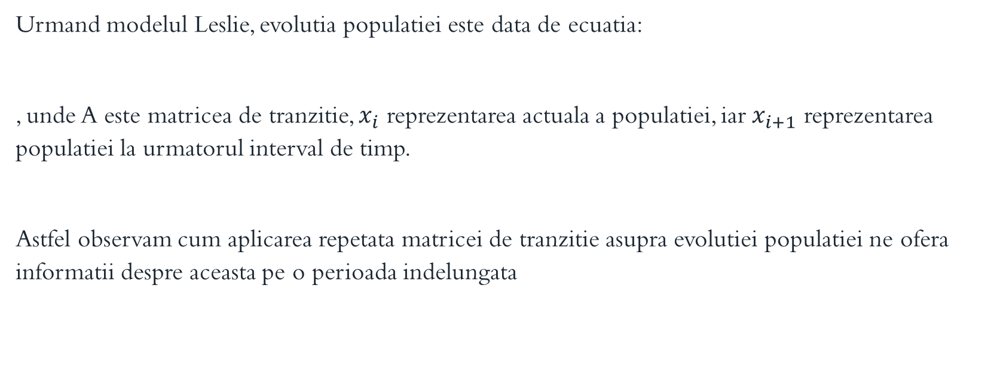 Urmand modelul Leslie, evolutia populatiei este data de ecuatia:
, unde A este matricea de tranzitie, 𝑥ᵢ reprezentarea actuala a populatiei, iar 𝑥ᵢ₊₁ reprezentarea
populatiei la urmatorul interval de timp.
Astfel observam cum aplicarea repetata matricei de tranzitie asupra evolutiei populatiei ne ofera
informatii despre aceasta pe o perioada indelungata